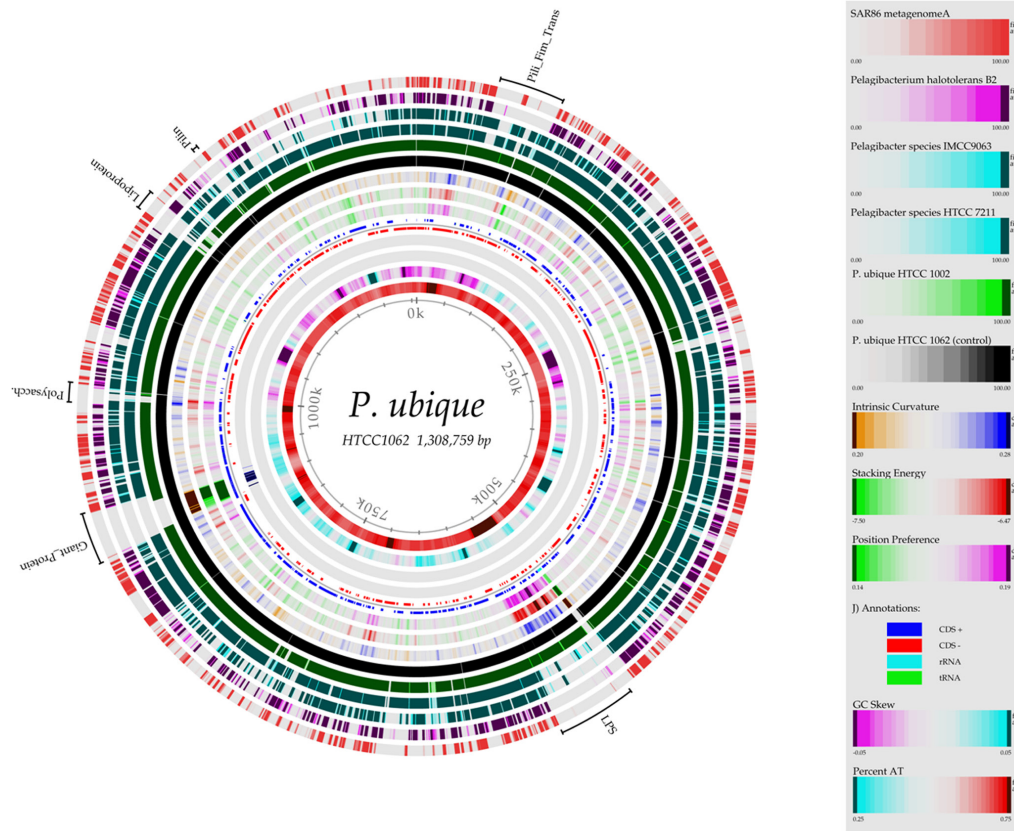 Pili_Fim_Trans
Pilin
Lipoprotein
Polysacch.
Giant_Protein
LPS
0k
250k
500k
750k
1000k
P. ubique
HTCC1062 1,308,759 bp
SAR86 metagenomeA
0.00 100.00
Pelagibacterium halotolerans B2
0.00 100.00
Pelagibacter species IMCC9063
0.00 100.00
Pelagibacter species HTCC 7211
0.00 100.00
P. ubique HTCC 1002
0.00 100.00
P. ubique HTCC 1062 (control)
0.00 100.00
Intrinsic Curvature
0.20 0.28
Stacking Energy
-7.50 -6.47
Position Preference
0.14 0.19
J) Annotations:
CDS +
CDS -
rRNA
tRNA
GC Skew
-0.05 0.05
Percent AT
0.25 0.75